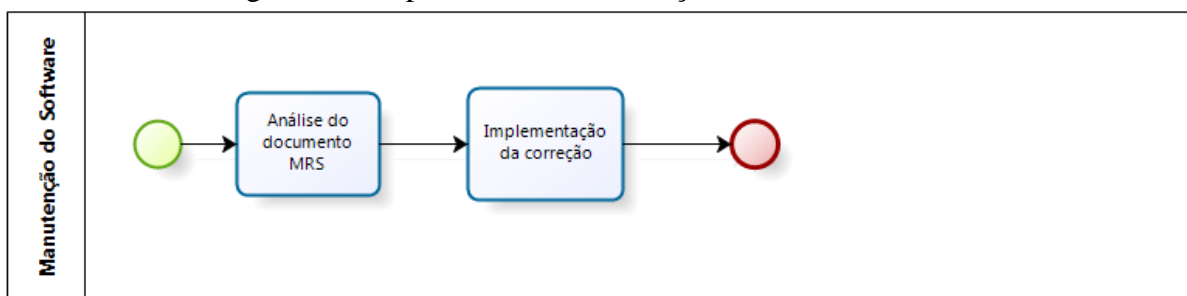 Manutenção do Software
Análise do
documento
MRS
Implementação
da correção